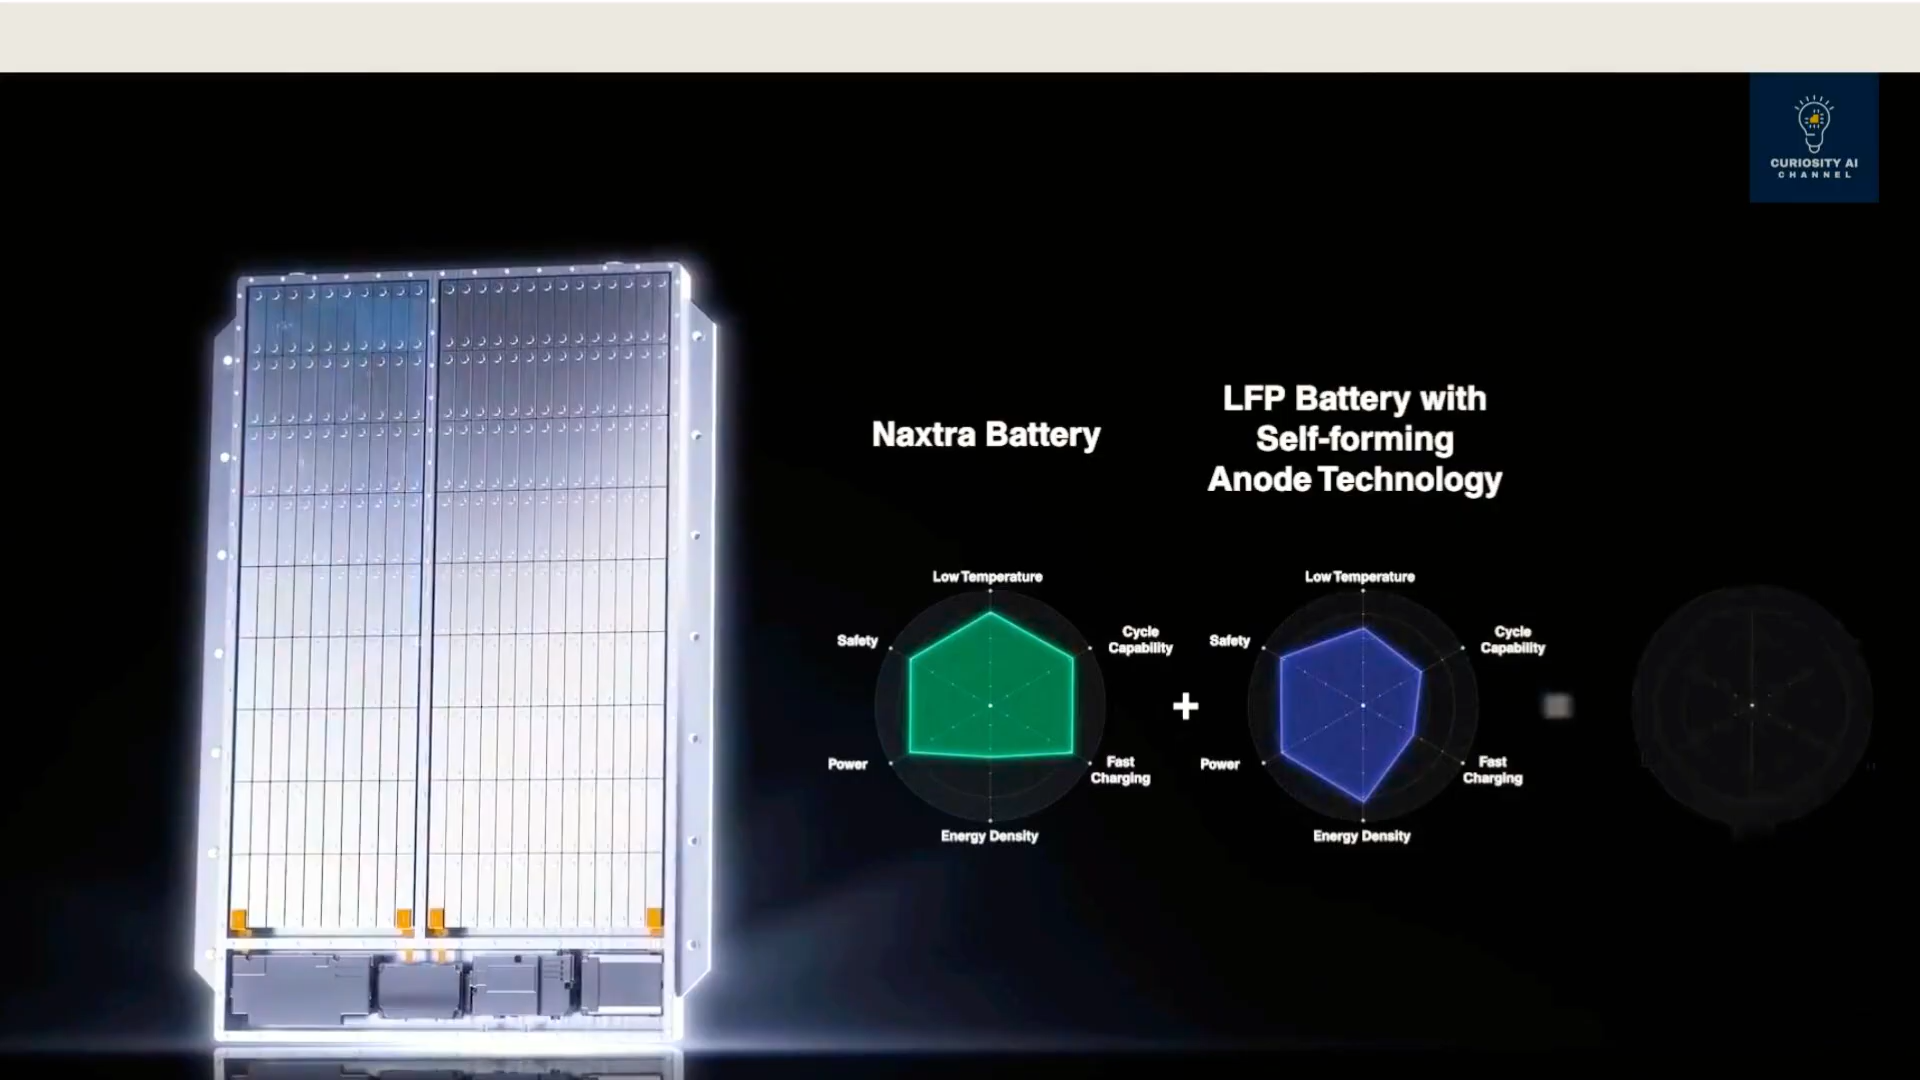 CURIOSITY AI
CHANNEL
Naxtra Battery
LFP Battery with
Self-forming
Anode Technology
Low Temperature
Safety
Cycle
Capability
Power
Fast
Charging
Energy Density
+
Low Temperature
Safety
Cycle
Capability
Power
Fast
Charging
Energy Density